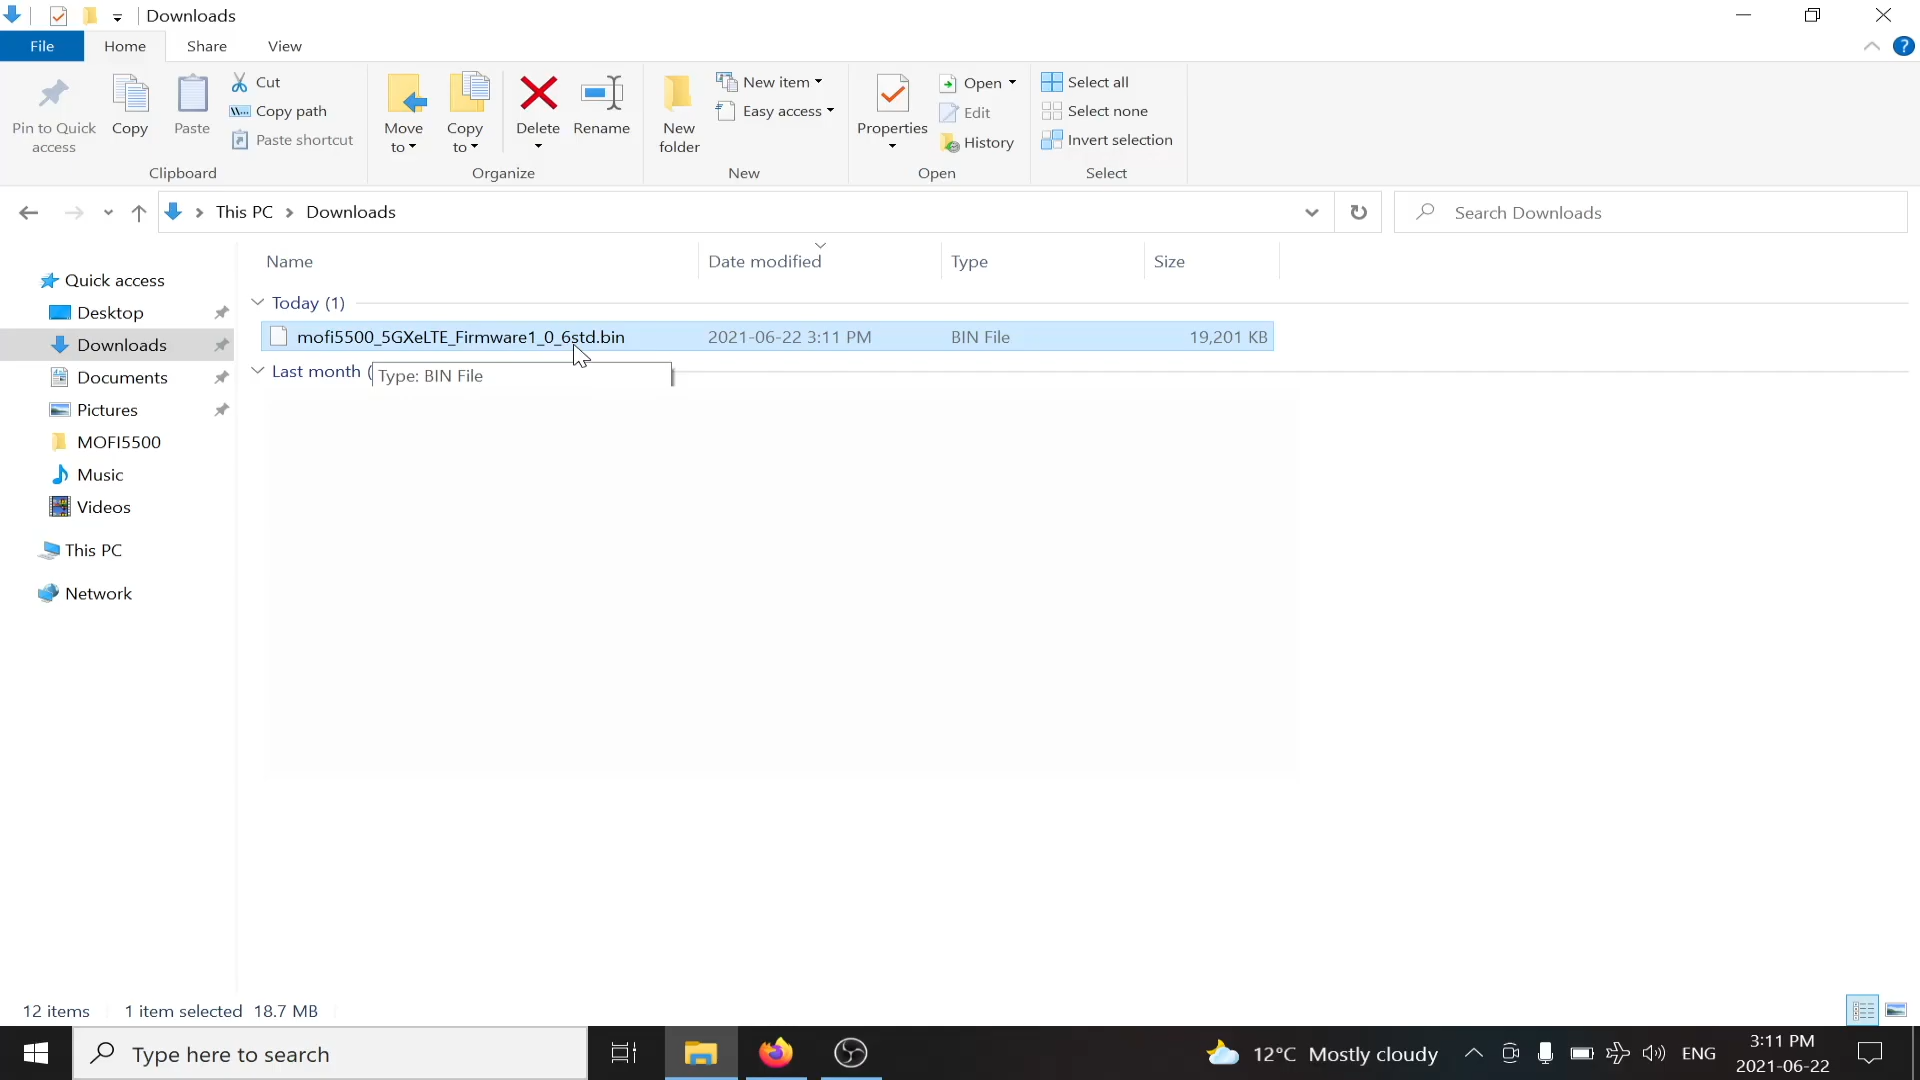 Downloads
File Home Share View
Pin to Quick access
Copy
Paste
Cut
Copy path
Paste shortcut
Clipboard
Move to
Copy to
Delete
Rename
Organize
New folder
New item
Easy access
New
Properties
Open
Edit
History
Open
Select all
Select none
Invert selection
Select
This PC Downloads
Search Downloads
Name Date modified Type Size
Quick access
Desktop
Downloads
Documents
Pictures
MOFI5500
Music
Videos
This PC
Network
Today (1)
mofi5500_5GXeLTE_Firmware1_0_6std.bin 2021-06-22 3:11 PM BIN File 19,201 KB
Last month (
Type: BIN File
12 items 1 item selected 18.7 MB
Type here to search
12°C Mostly cloudy
ENG
3:11 PM
2021-06-22